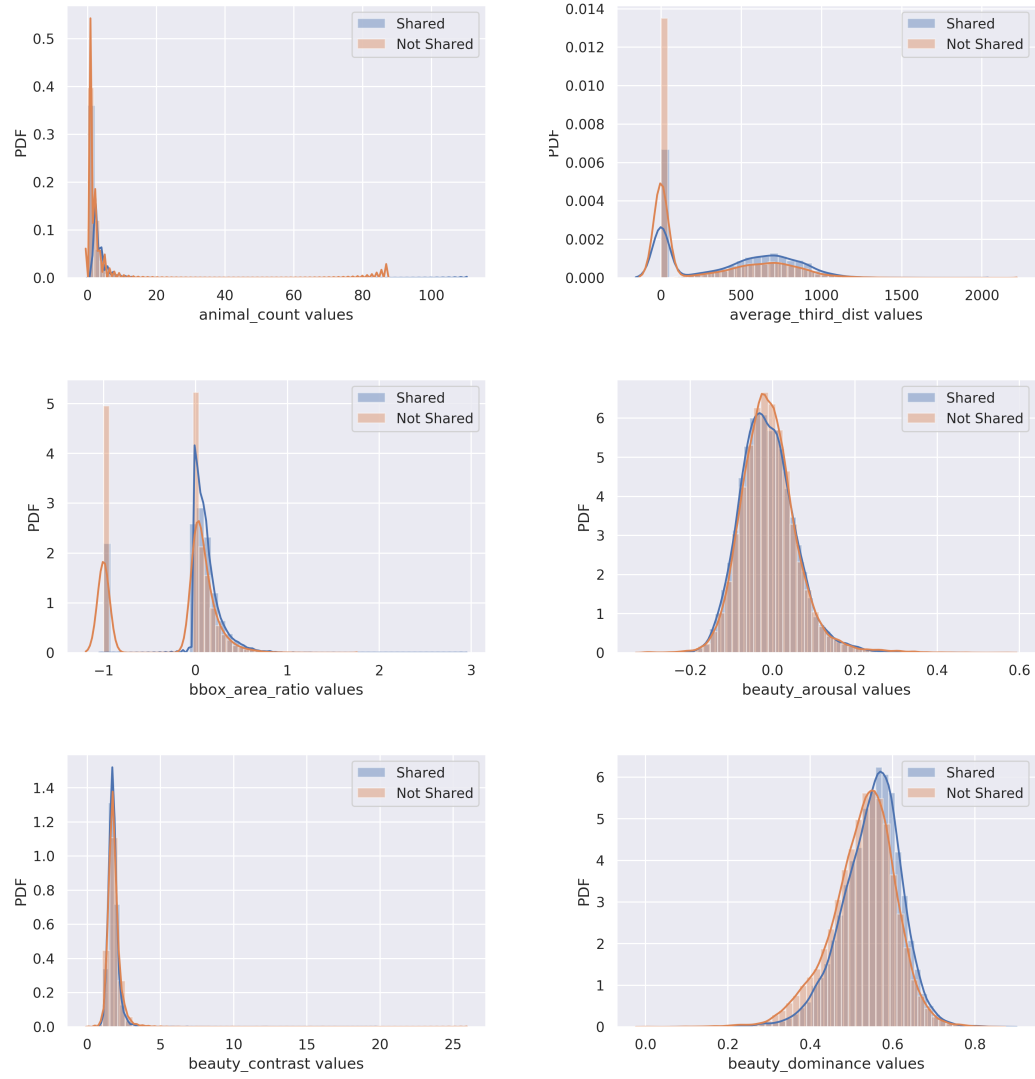 Shared
Not Shared
0.5
0.4
0.3
0.2
0.1
0.0
PDF
0 20 40 60 80 100
animal_count values
Shared
Not Shared
0.014
0.012
0.010
0.008
0.006
0.004
0.002
0.000
PDF
0 500 1000 1500 2000
average_third_dist values
Shared
Not Shared
5
4
3
2
1
0
PDF
−1 0 1 2 3
bbox_area_ratio values
Shared
Not Shared
6
5
4
3
2
1
0
PDF
−0.2 0.0 0.2 0.4 0.6
beauty_arousal values
Shared
Not Shared
1.4
1.2
1.0
0.8
0.6
0.4
0.2
0.0
PDF
0 5 10 15 20 25
beauty_contrast values
Shared
Not Shared
6
5
4
3
2
1
0
PDF
0.0 0.2 0.4 0.6 0.8
beauty_dominance values